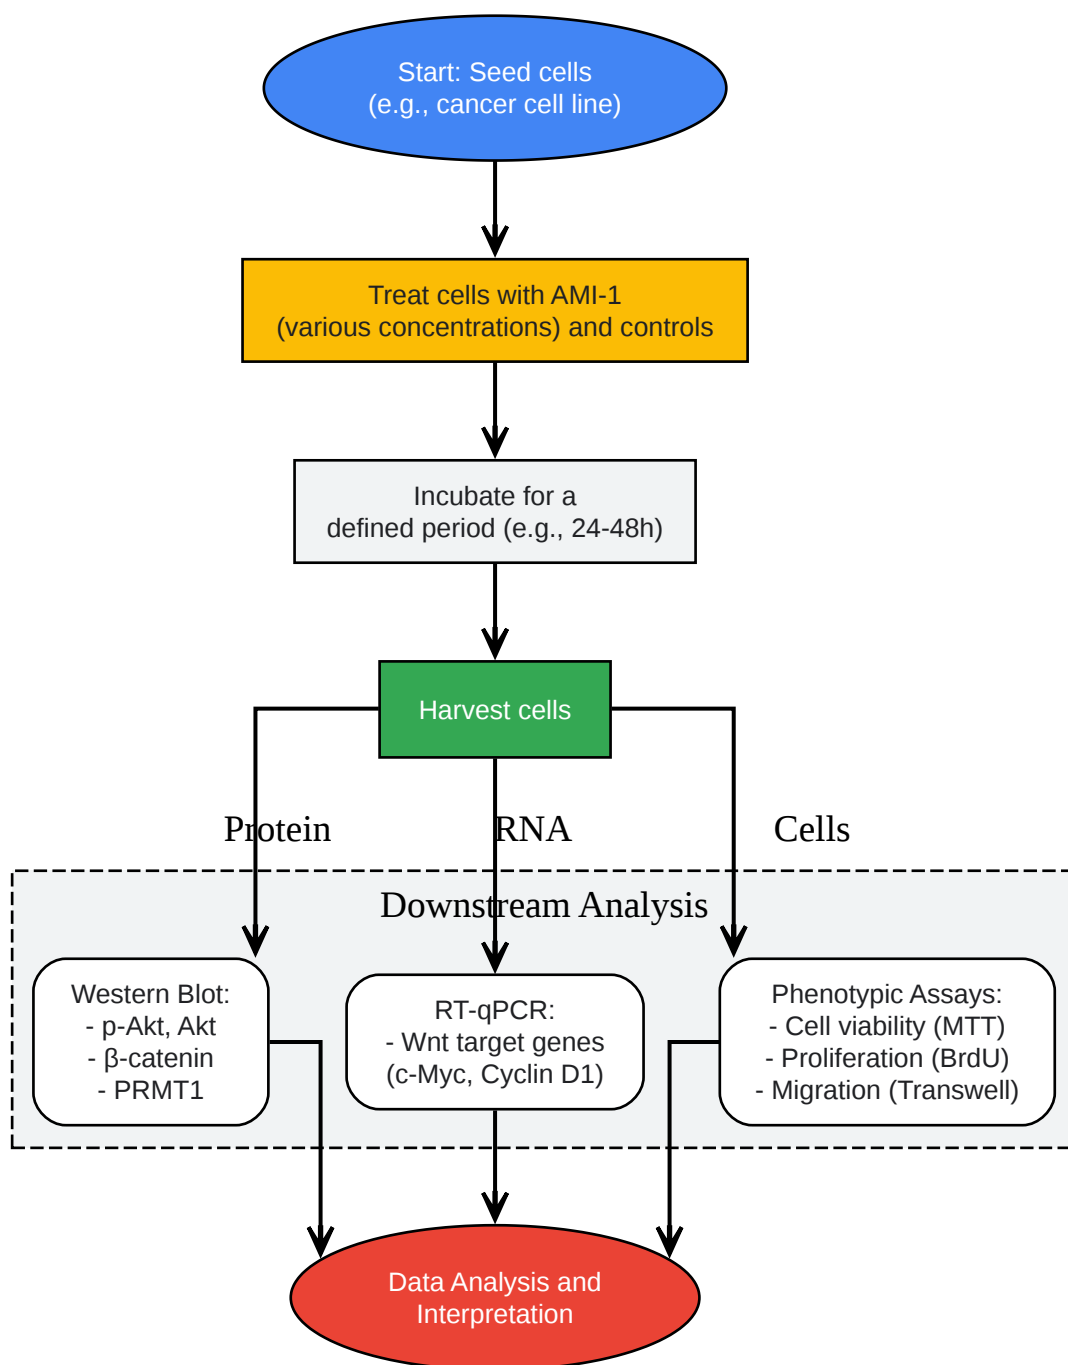 Start: Seed cells
(e.g., cancer cell line)
Treat cells with AMI-1
(various concentrations) and controls
Incubate for a
defined period (e.g., 24-48h)
Harvest cells
Protein
RNA
Cells
Downstream Analysis
Western Blot:
- p-Akt, Akt
- β-catenin
- PRMT1
RT-qPCR:
- Wnt target genes
(c-Myc, Cyclin D1)
Phenotypic Assays:
- Cell viability (MTT)
- Proliferation (BrdU)
- Migration (Transwell)
Data Analysis and
Interpretation